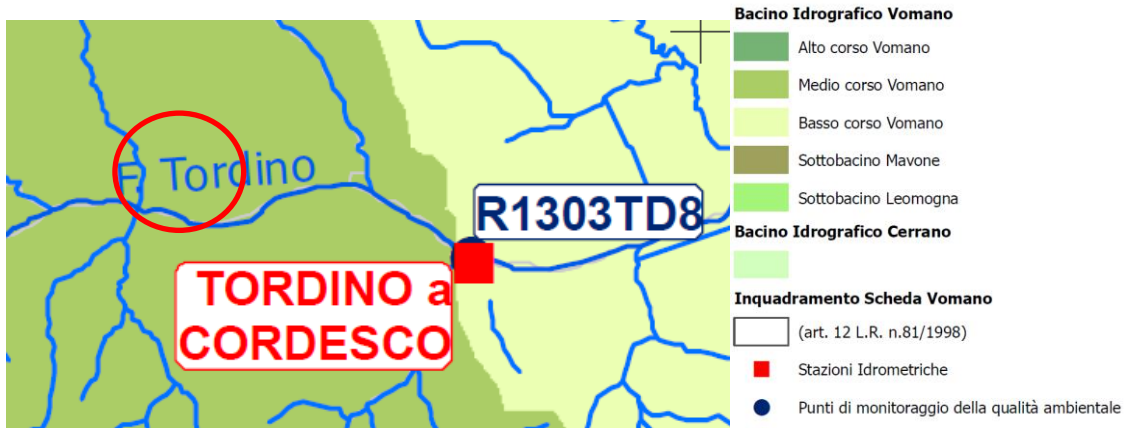 F. Tordino
R1303TD8
TORDINO a
CORDESCO
Bacino Idrografico Vomano
Alto corso Vomano
Medio corso Vomano
Basso corso Vomano
Sottobacino Mavone
Sottobacino Leomogna
Bacino Idrografico Cerrano
Inquadramento Scheda Vomano
(art. 12 L.R. n.81/1998)
Stazioni Idrometriche
Punti di monitoraggio della qualità ambientale